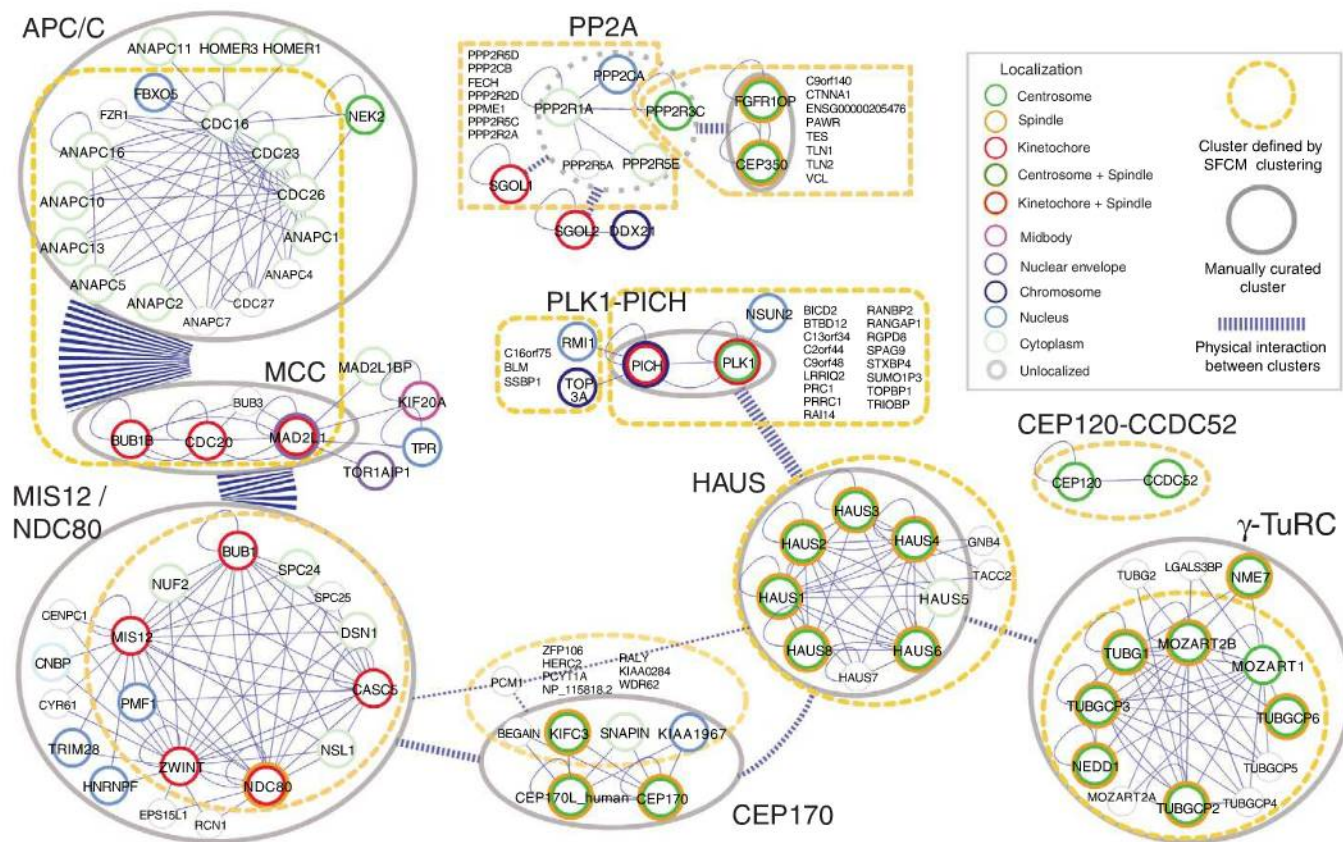 APC/C
ANAPC11
HOMER3
HOMER1
FBXO5
FZR1
CDC16
NEK2
ANAPC16
CDC23
CDC26
ANAPC10
ANAPC1
ANAPC13
ANAPC4
ANAPC5
ANAPC2
CDC27
ANAPC7
MCC
MAD2L1BP
BUB3
KIF20A
BUB1B
CDC20
MAD2L1
TPR
TOR1AIP1
MIS12 /
NDC80
BUB1
SPC24
NUF2
SPC25
CENPC1
MIS12
DSN1
CNBP
CASC5
CYR61
PMF1
TRIM28
NSL1
ZWINT
HNRNPF
NDC80
EPS15L1
RCN1
PP2A
PPP2R5D
PPP2CB
FECH
PPP2R2D
PPME1
PPP2R5C
PPP2R2A
PPP2CA
PPP2R1A
PPP2R3C
PPP2R5A
PPP2R5E
SGOL1
SGOL2
DDX21
FGFR1OP
CEP350
C9orf140
CTNNA1
ENSG00000205476
PAWR
TES
TLN1
TLN2
VCL
PLK1-PICH
C16orf75
BLM
SSBP1
RMI1
TOP
3A
PICH
PLK1
NSUN2
BICD2
BTBD12
C13orf34
C2orf44
C9orf48
LRRIQ2
PRC1
PRRC1
RAI14
RANBP2
RANGAP1
RGPD8
SPAG9
STXBP4
SUMO1P3
TOPBP1
TRIOBP
Localization
Centrosome
Spindle
Kinetochore
Centrosome + Spindle
Kinetochore + Spindle
Midbody
Nuclear envelope
Chromosome
Nucleus
Cytoplasm
Unlocalized
Cluster defined by
SFCM clustering
Manually curated
cluster
Physical interaction
between clusters
HAUS
HAUS3
HAUS2
HAUS4
GNB4
TACC2
HAUS1
HAUS5
HAUS8
HAUS6
HAUS7
CEP120-CCDC52
CEP120
CCDC52
γ-TuRC
TUBG2
LGALS3BP
NME7
TUBG1
MOZART2B
MOZART1
TUBGCP3
TUBGCP6
NEDD1
TUBGCP5
MOZART2A
TUBGCP2
TUBGCP4
PCM1
ZFP106
HERC2
PCYT1A
NP_115818.2
RALY
KIAA0284
WDR62
BEGAIN
KIFC3
SNAPIN
KIAA1967
CEP170L_human
CEP170
CEP170